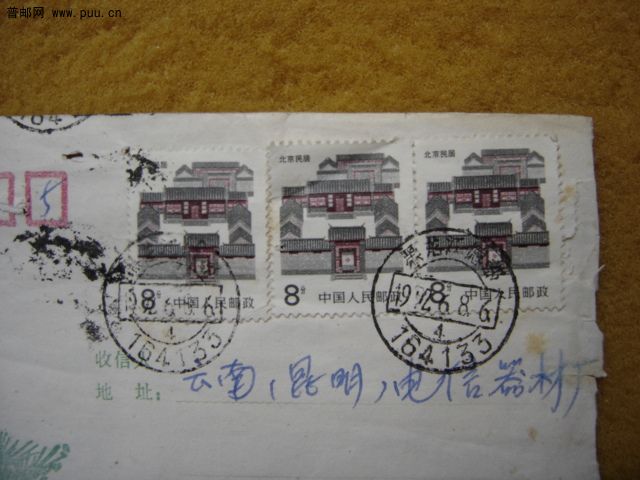 普邮网 www.puu.cn
164
5
北京民居
北京民居
8分 中国人民邮政
8分 中国人民邮政
8分 中国人民邮政
164133
164133
收信
地 址: 云南,昆明,电信器材厂